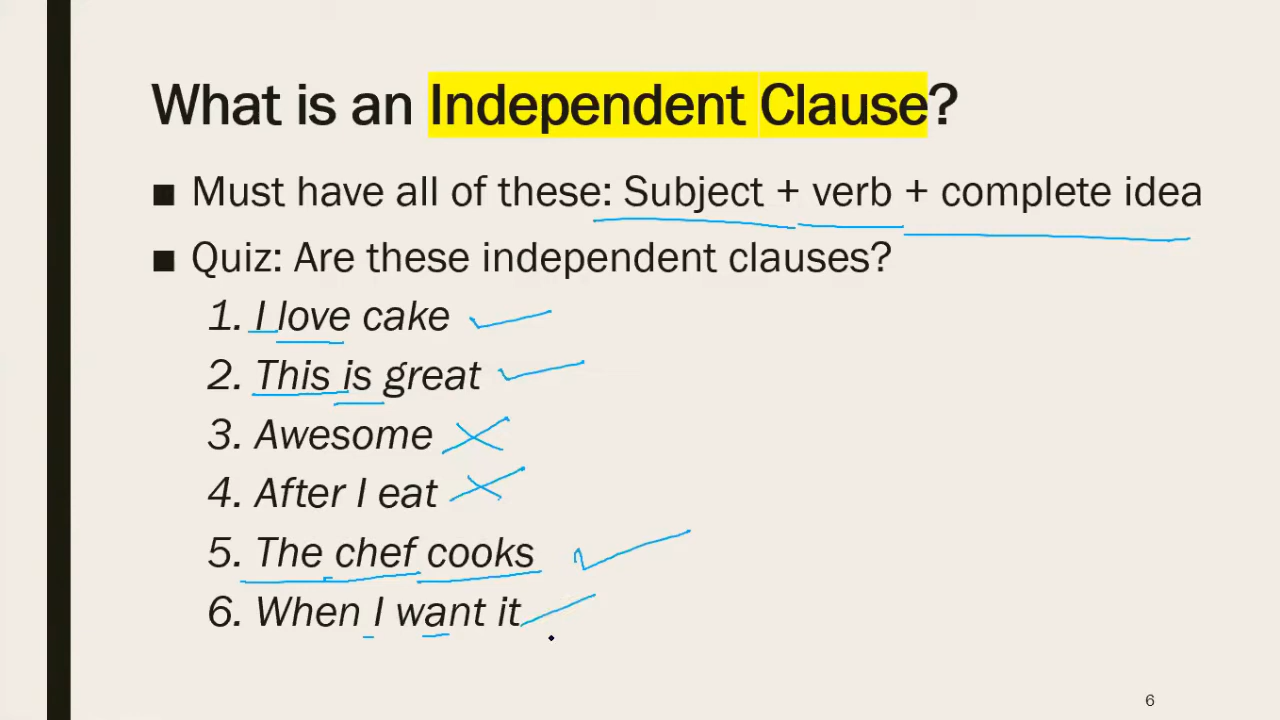 What is an Independent Clause?
■ Must have all of these: Subject + verb + complete idea
■ Quiz: Are these independent clauses?
1. I love cake
2. This is great
3. Awesome
4. After I eat
5. The chef cooks
6. When I want it
6